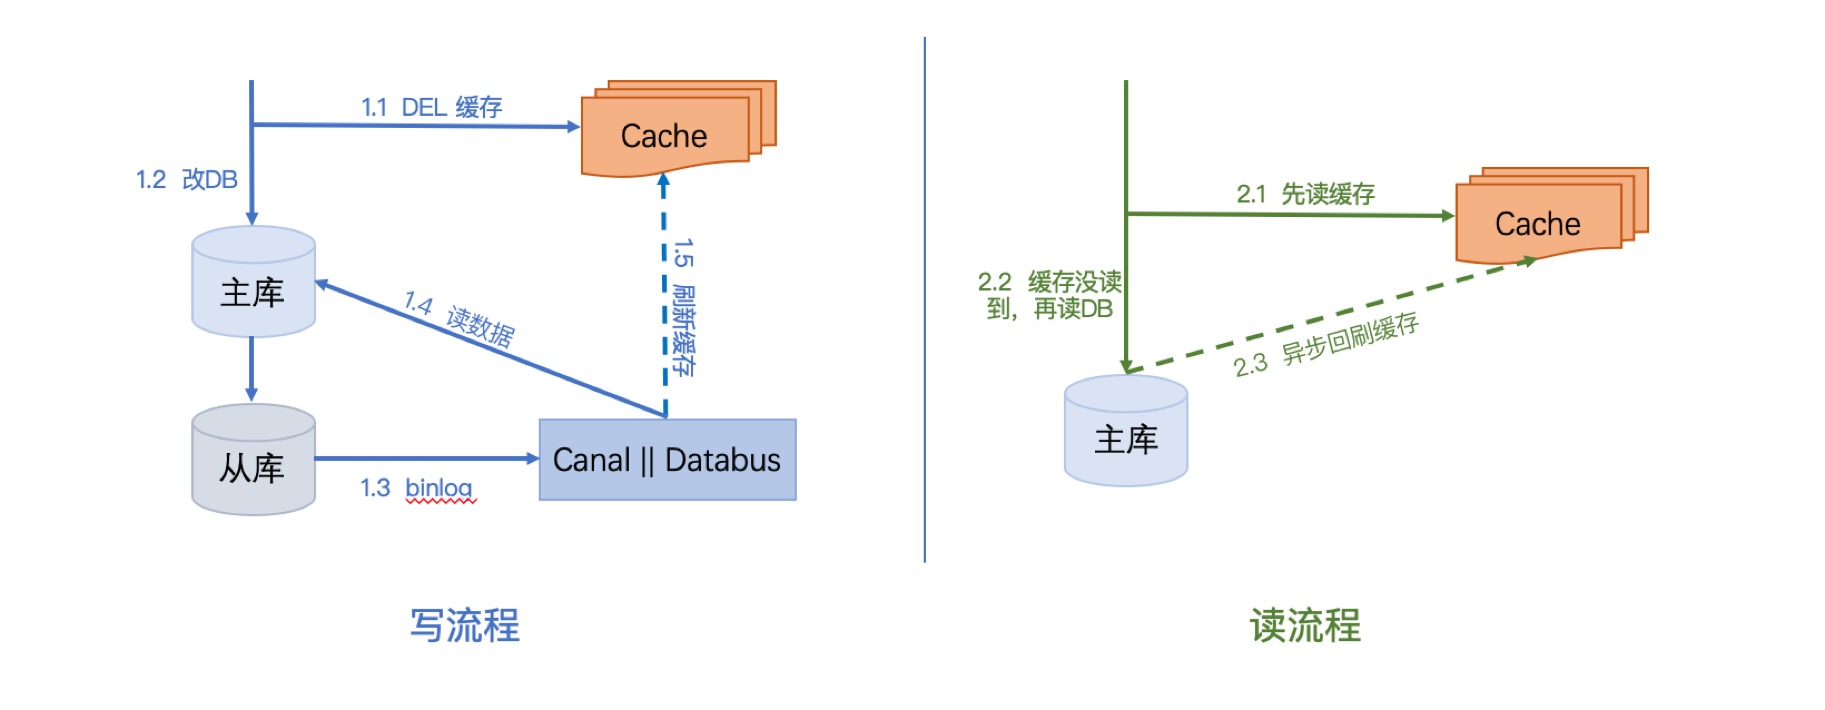 1.1 DEL 缓存
Cache
1.2 改DB
主库
1.4 读数据
1.5 刷新缓存
从库
1.3 binlog
Canal || Databus
写流程
2.1 先读缓存
Cache
2.2 缓存没读
到，再读DB
2.3 异步回刷缓存
主库
读流程